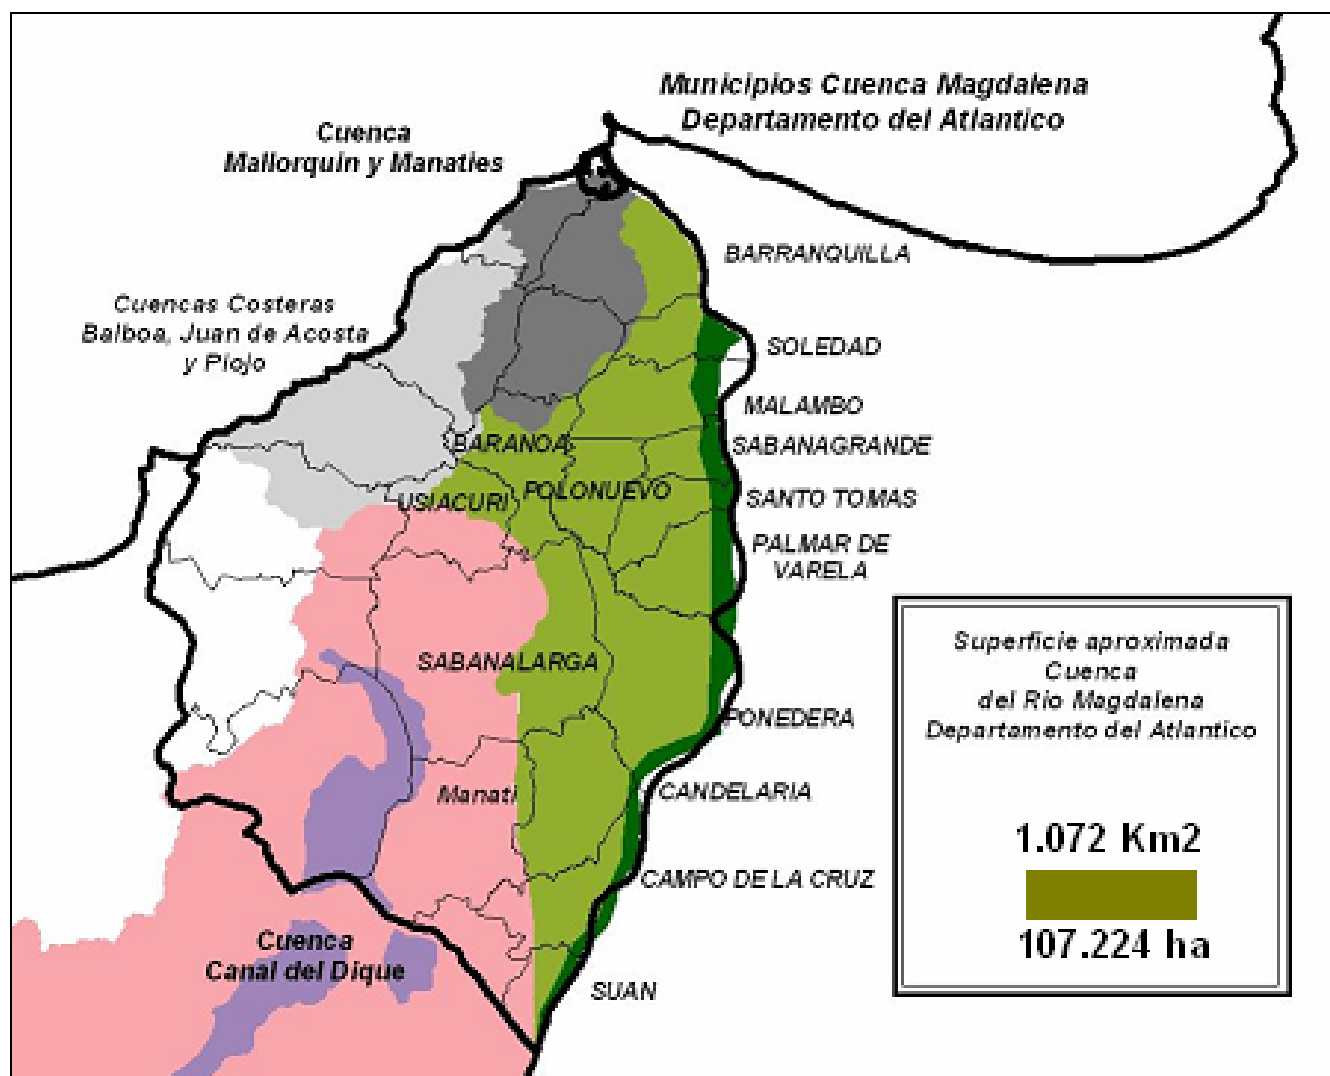 Municipios Cuenca Magdalena
Departamento del Atlantico
Cuenca
Mallorquin y Manaties
BARRANQUILLA
Cuencas Costeras
Balboa, Juan de Acosta
y Piojo
SOLEDAD
MALAMBO
BARANOA
SABANAGRANDE
USIACURI
POLONUEVO
SANTO TOMAS
PALMAR DE
VARELA
SABANALARGA
PONEDERA
Manati
CANDELARIA
CAMPO DE LA CRUZ
Cuenca
Canal del Dique
SUAN
Superficie aproximada
Cuenca
del Rio Magdalena
Departamento del Atlantico
1.072 Km2
107.224 ha